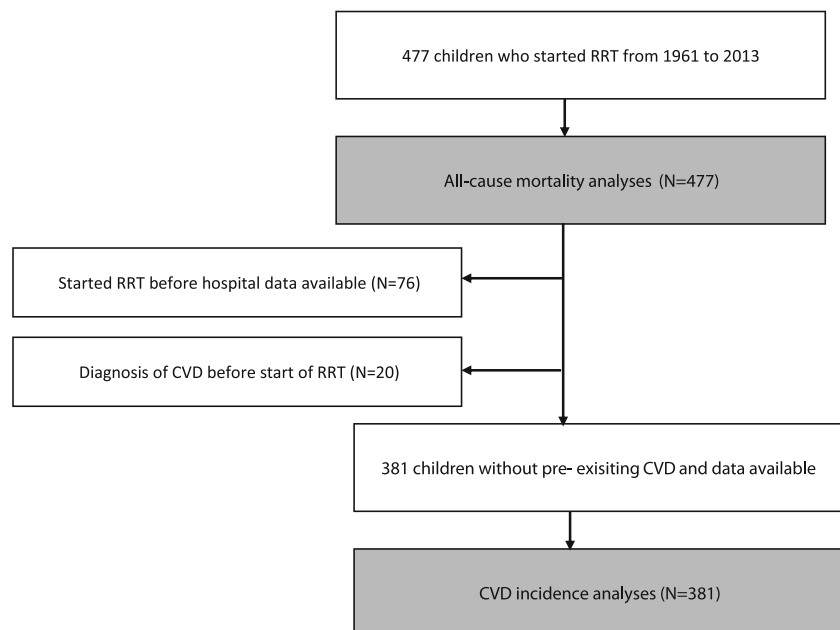 477 children who started RRT from 1961 to 2013
All-cause mortality analyses (N=477)
Started RRT before hospital data available (N=76)
Diagnosis of CVD before start of RRT (N=20)
381 children without pre- exisiting CVD and data available
CVD incidence analyses (N=381)